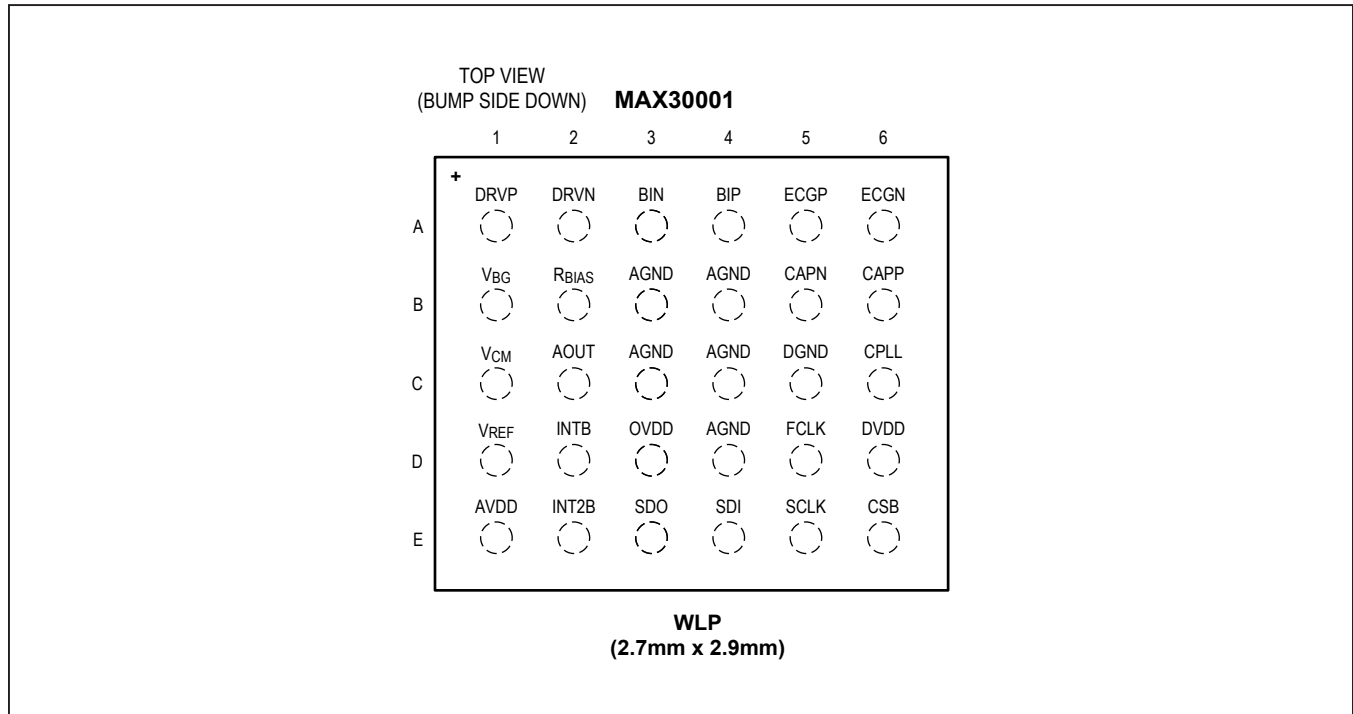 TOP VIEW
(BUMP SIDE DOWN) MAX30001
1 2 3 4 5 6
+
DRVP DRVN BIN BIP ECGP ECGN
A
VBG RBIAS AGND AGND CAPN CAPP
B
VCM AOUT AGND AGND DGND CPLL
C
VREF INTB OVDD AGND FCLK DVDD
D
AVDD INT2B SDO SDI SCLK CSB
E
WLP
(2.7mm x 2.9mm)